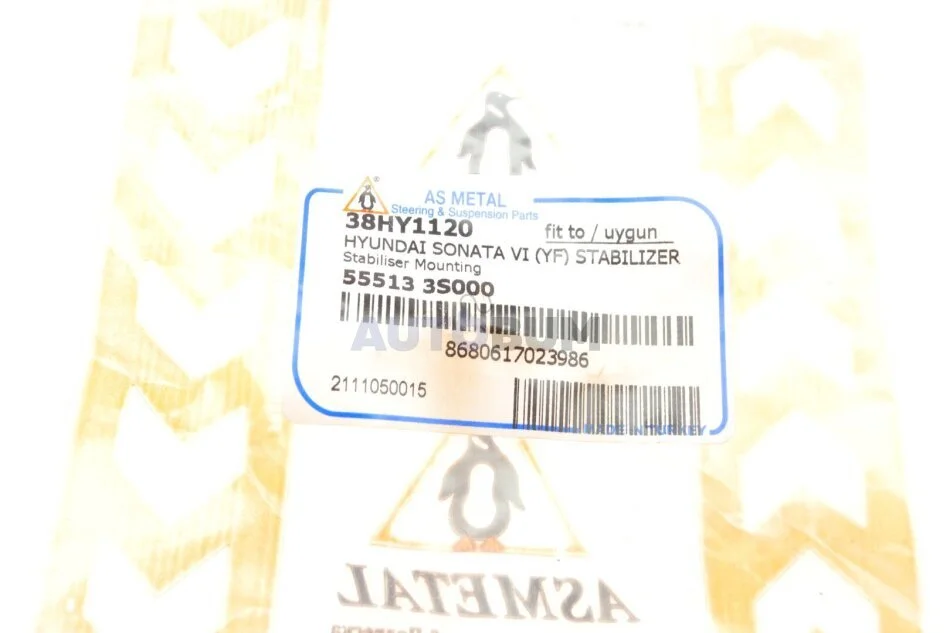 AS METAL
Steering & Suspension Parts
38HY1120 fit to / uygun
HYUNDAI SONATA VI (YF) STABILIZER
Stabiliser Mounting
55513 3S000
AUTOBUM
8680617023986
2111050015
MADE IN TURKEY
ASMETAL